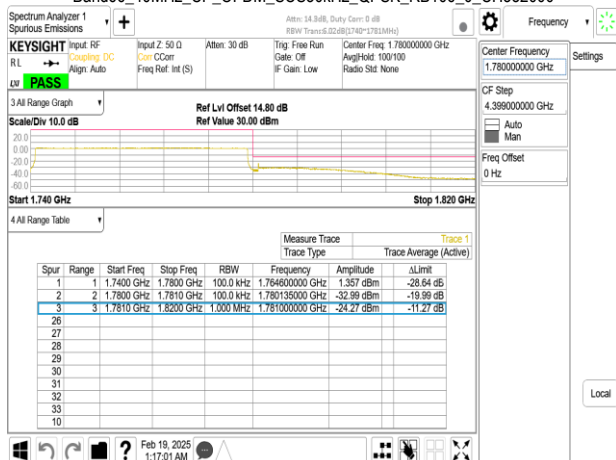 Spectrum Analyzer 1
Spurious Emissions
+
Attn: 14.8dB, Duty Corr: 0 dB
RBW Trans:6.02dB(1740~1781MHz)
Frequency
KEYSIGHT
RL
LXI
PASS
Input: RF
Coupling: DC
Align: Auto
Input Z: 50 Ω
Corr CCorr
Freq Ref: Int (S)
Atten: 30 dB
Trig: Free Run
Gate: Off
IF Gain: Low
Center Freq: 1.780000000 GHz
Avg|Hold: 100/100
Radio Std: None
Center Frequency
1.780000000 GHz
Settings
CF Step
4.399000000 GHz
Auto
Man
Freq Offset
0 Hz
3 All Range Graph
Scale/Div 10.0 dB
Ref Lvl Offset 14.80 dB
Ref Value 30.00 dBm
20.0
0.00
-20.0
-40.0
-60.0
Start 1.740 GHz
Stop 1.820 GHz
4 All Range Table
Measure Trace Trace 1
Trace Type Trace Average (Active)
Spur Range Start Freq Stop Freq RBW Frequency Amplitude ΔLimit
1 1 1.7400 GHz 1.7800 GHz 100.0 kHz 1.764600000 GHz 1.357 dBm -28.64 dB
2 2 1.7800 GHz 1.7810 GHz 100.0 kHz 1.780135000 GHz -32.99 dBm -19.99 dB
3 3 1.7810 GHz 1.8200 GHz 1.000 MHz 1.781000000 GHz -24.27 dBm -11.27 dB
26
27
28
29
30
31
32
33
10
Local
?
Feb 19, 2025
1:17:01 AM